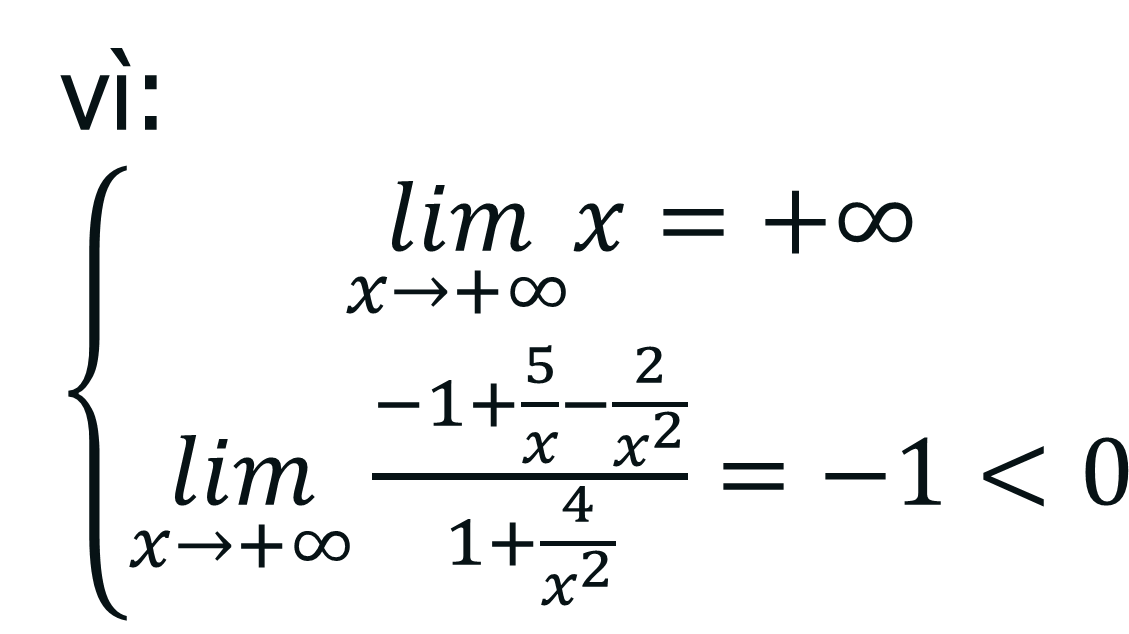 vì:
lim x = +∞
x→+∞
lim (−1+5/x−2/x²)/(1+4/x²) = −1 < 0
x→+∞